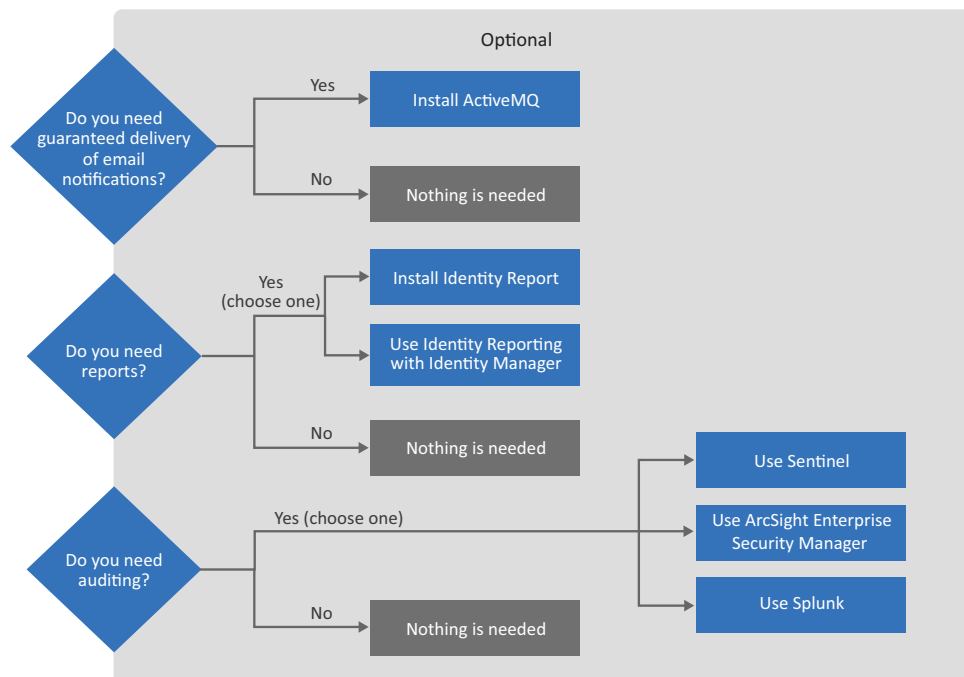 Optional
Do you need
guaranteed delivery
of email
notifications?
Yes
Install ActiveMQ
No
Nothing is needed
Do you need
reports?
Yes
(choose one)
Install Identity Report
Use Identity Reporting
with Identity Manager
No
Nothing is needed
Do you need
auditing?
Yes (choose one)
Use Sentinel
Use ArcSight Enterprise
Security Manager
Use Splunk
No
Nothing is needed